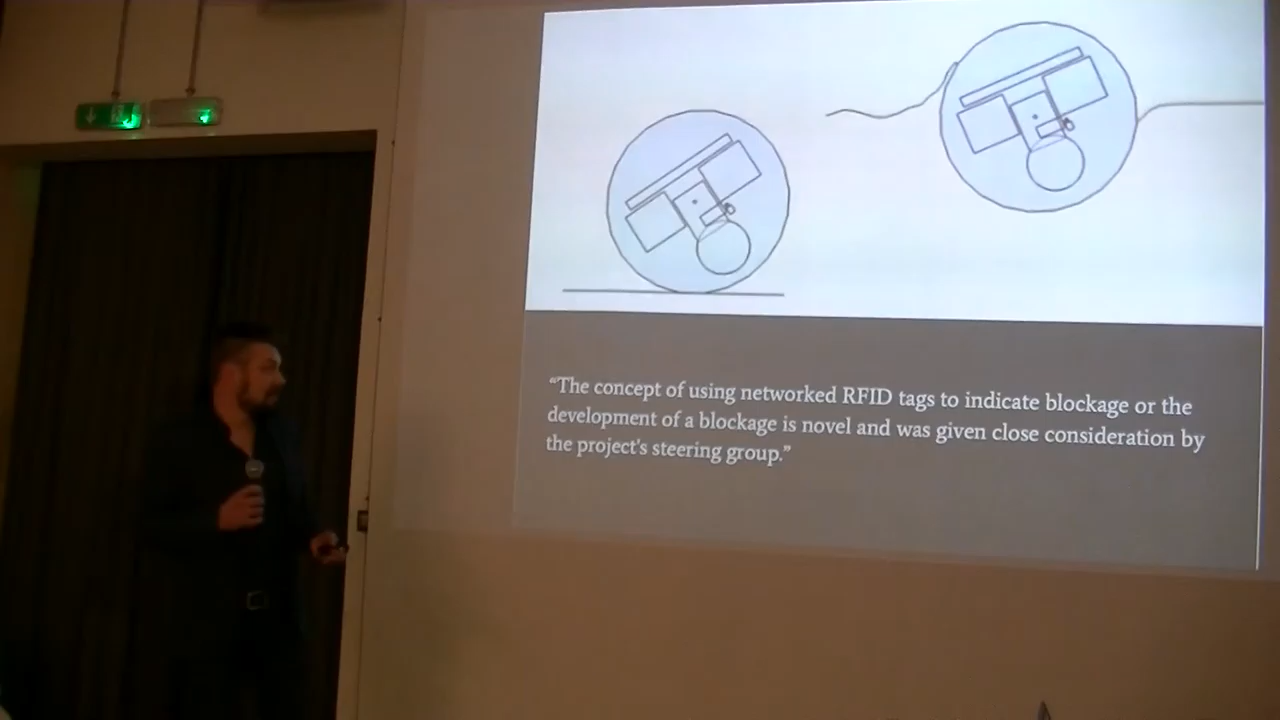 “The concept of using networked RFID tags to indicate blockage or the
development of a blockage is novel and was given close consideration by
the project's steering group.”